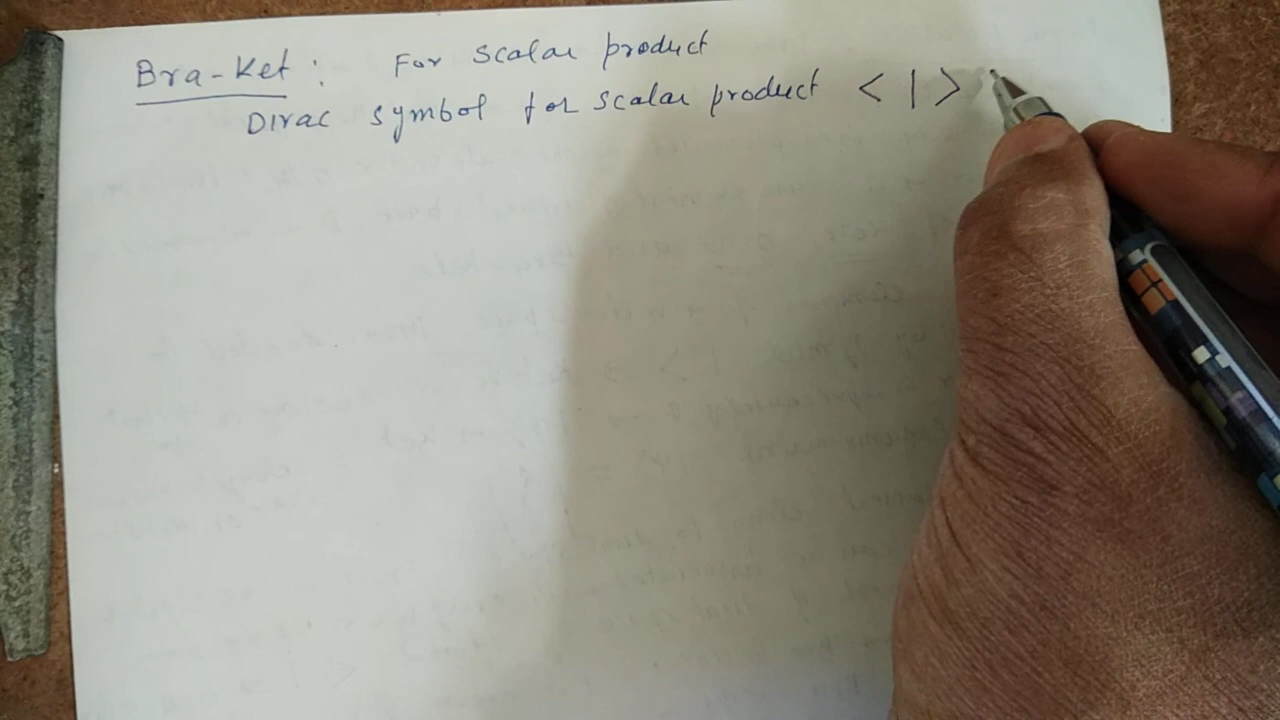 Bra-Ket : For scalar product
Dirac symbol for scalar product < | >